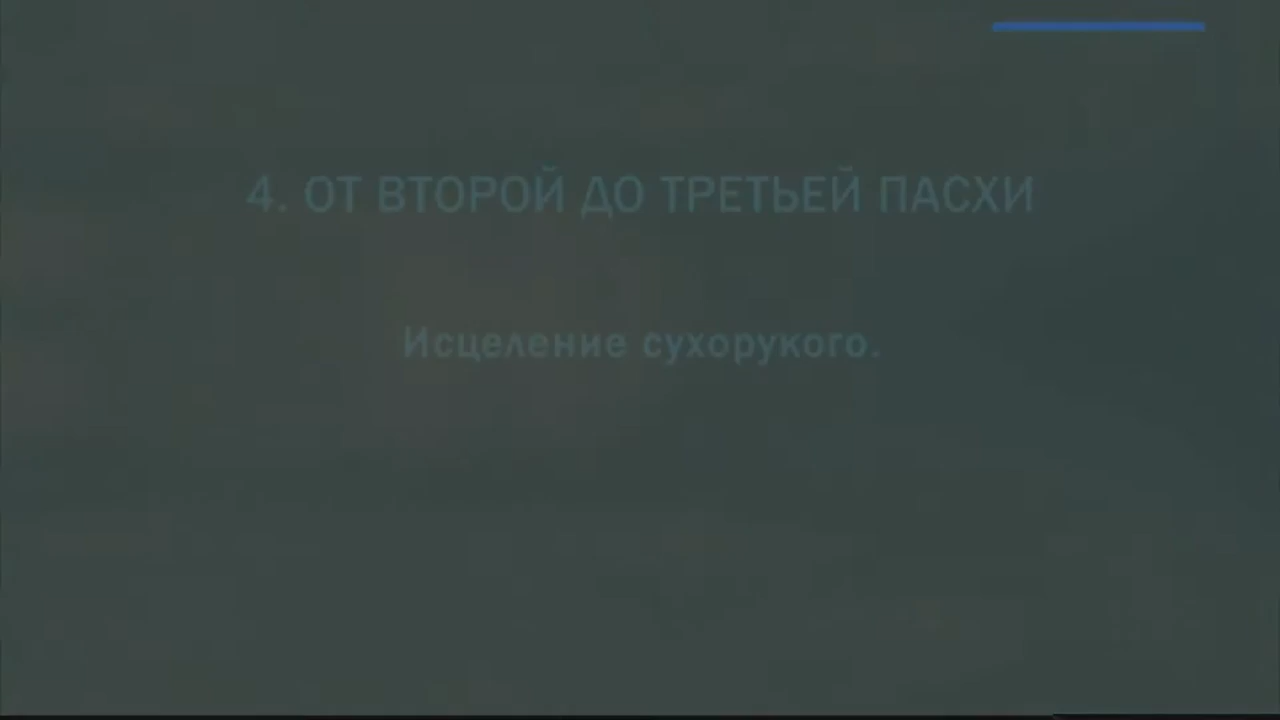 4. ОТ ВТОРОЙ ДО ТРЕТЬЕЙ ПАСХИ
Исцеление сухорукого.